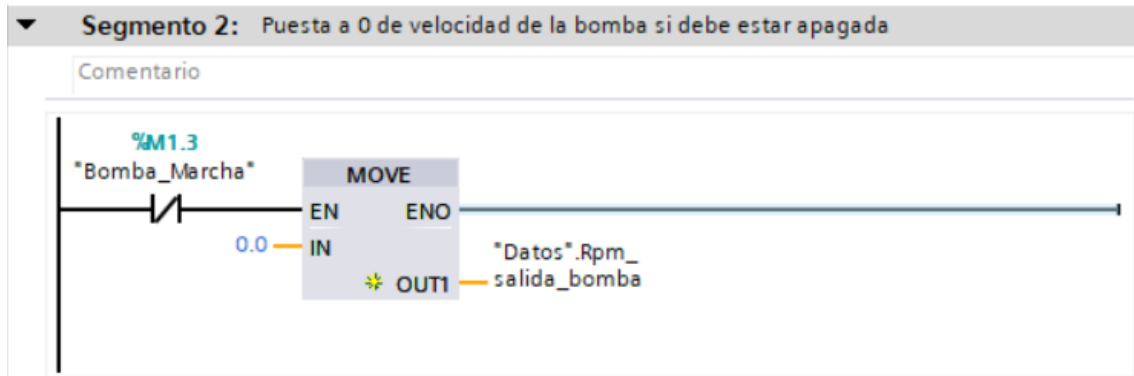 Segmento 2: Puesta a 0 de velocidad de la bomba si debe estar apagada
Comentario
%M1.3
"Bomba_Marcha"
MOVE
EN ENO
0.0 IN
"Datos".Rpm_
OUT1 salida_bomba